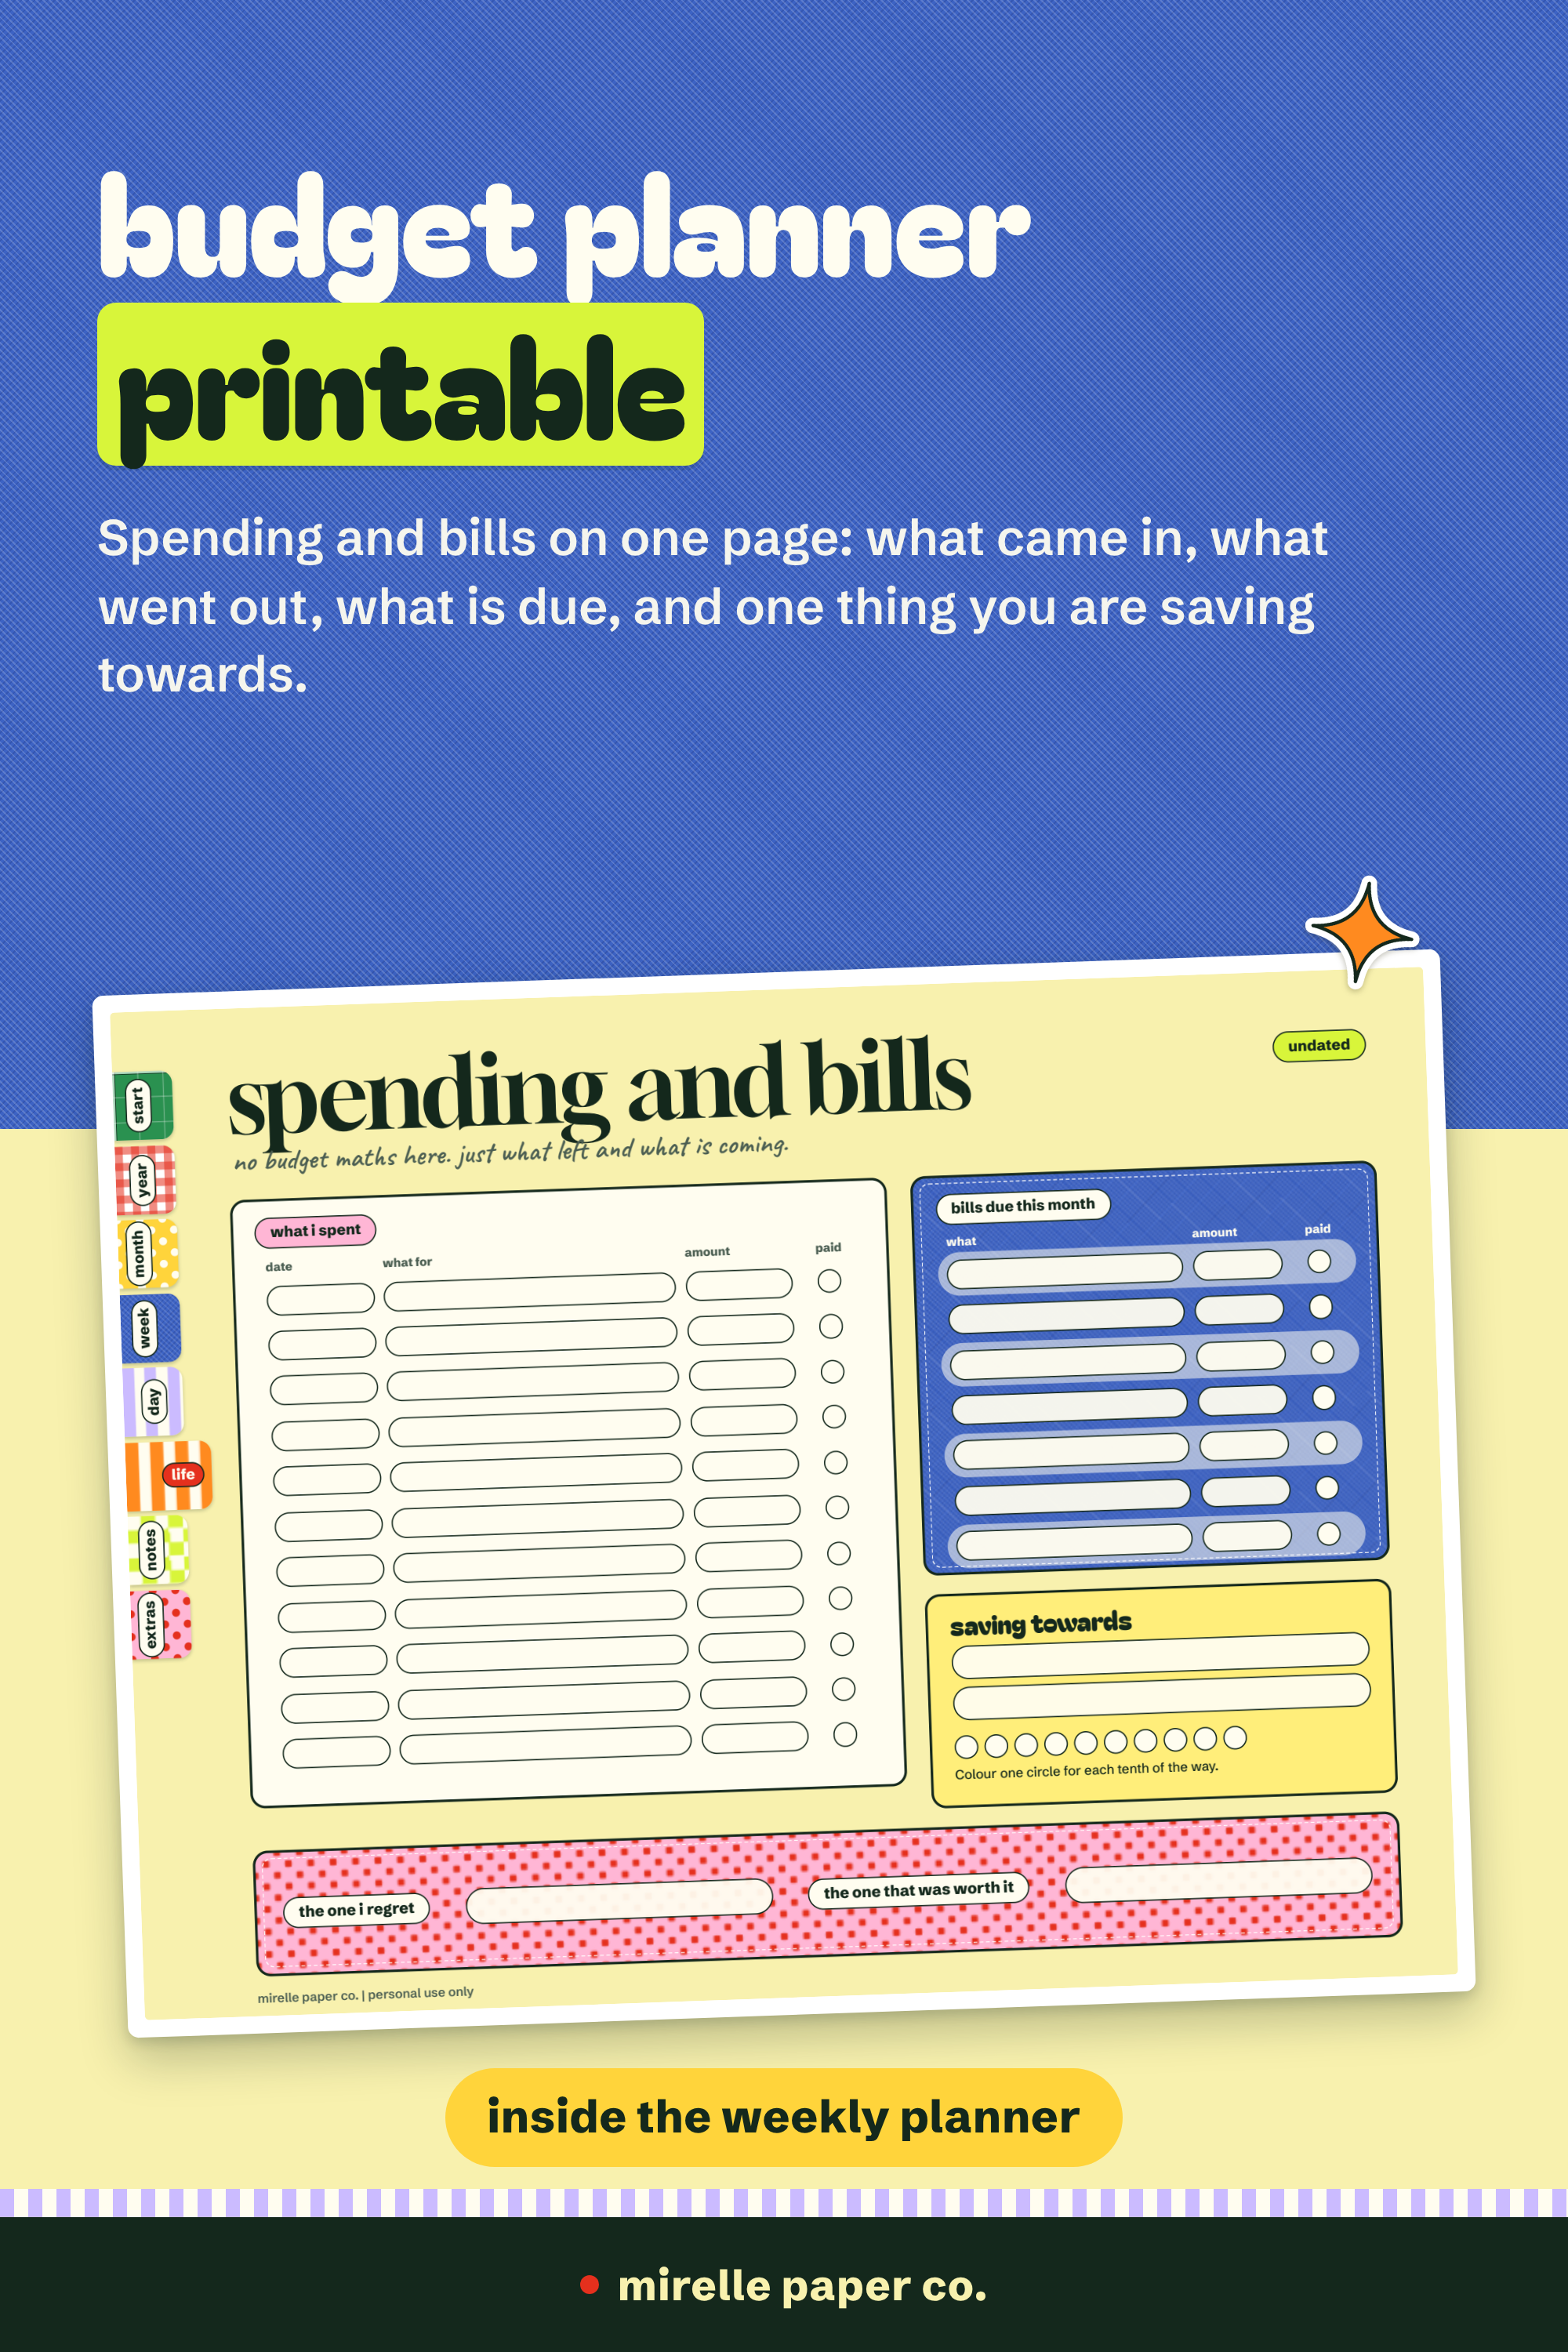 budget planner
printable
Spending and bills on one page: what came in, what
went out, what is due, and one thing you are saving
towards.
spending and bills
undated
no budget maths here. just what left and what is coming.
start
year
month
week
day
life
notes
extras
what i spent
date what for amount paid
bills due this month
what amount paid
saving towards
Colour one circle for each tenth of the way.
the one i regret
the one that was worth it
mirelle paper co. | personal use only
inside the weekly planner
mirelle paper co.